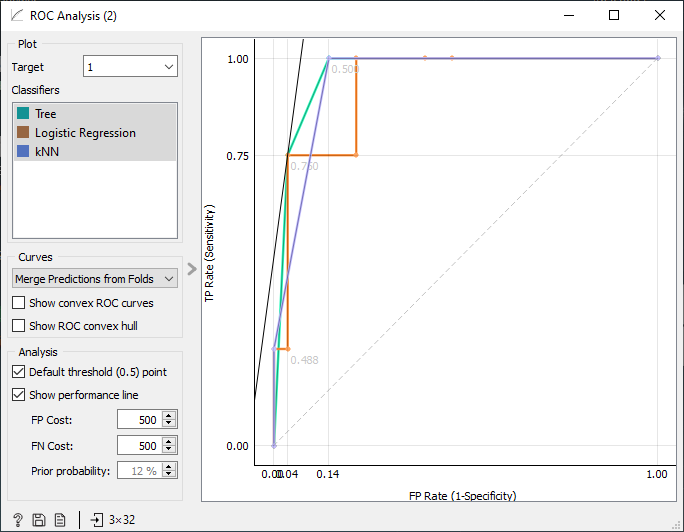 ROC Analysis (2)
Plot
Target 1
Classifiers
Tree
Logistic Regression
kNN
Curves
Merge Predictions from Folds
Show convex ROC curves
Show ROC convex hull
Analysis
Default threshold (0.5) point
Show performance line
FP Cost: 500
FN Cost: 500
Prior probability: 12 %
? 3×32
TP Rate (Sensitivity)
1.00
0.75
0.00
0.500
0.750
0.488
0.00 0.04 0.14 1.00
FP Rate (1-Specificity)